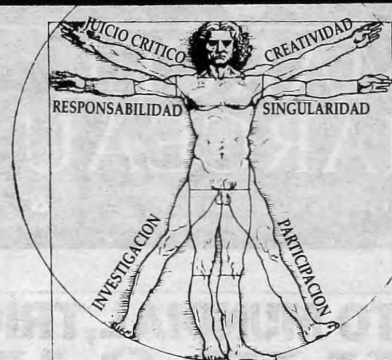 JUICIO CRITICO
CREATIVIDAD
RESPONSABILIDAD
SINGULARIDAD
INVESTIGACION
PARTICIPACION